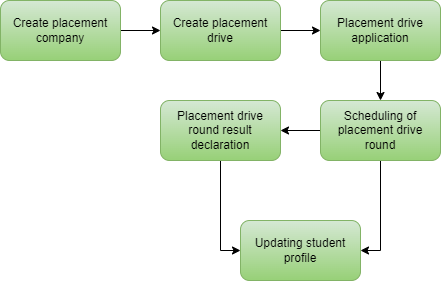 Create placement
company
Create placement
drive
Placement drive
application
Placement drive
round result
declaration
Scheduling of
placement drive
round
Updating student
profile